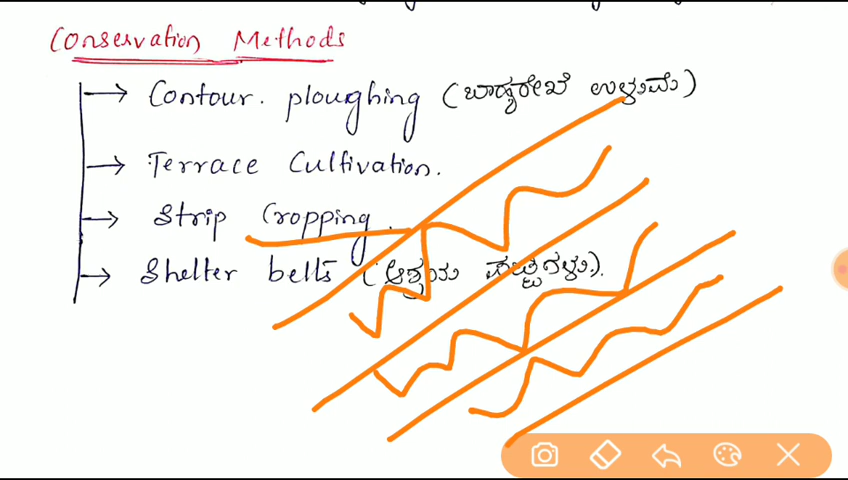 Conservation Methods
→ Contour. ploughing (ಬಾಹ್ಯರೇಖೆ ಉಳುಮೆ)
→ Terrace Cultivation.
→ Strip Cropping.
→ Shelter belts (ಆಶ್ರಯ ಪಟ್ಟಿಗಳು).